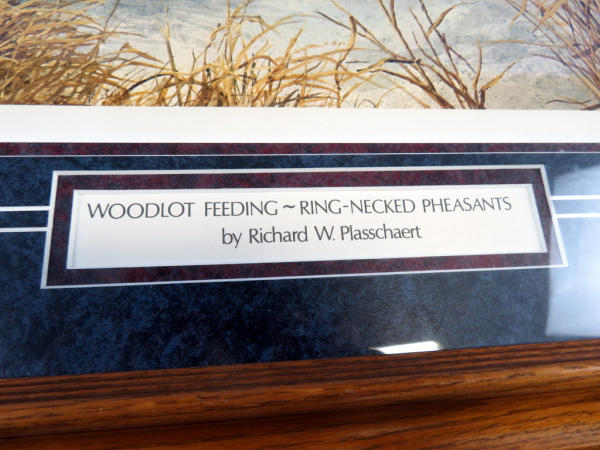 WOODLOT FEEDING ~ RING-NECKED PHEASANTS
by Richard W. Plasschaert